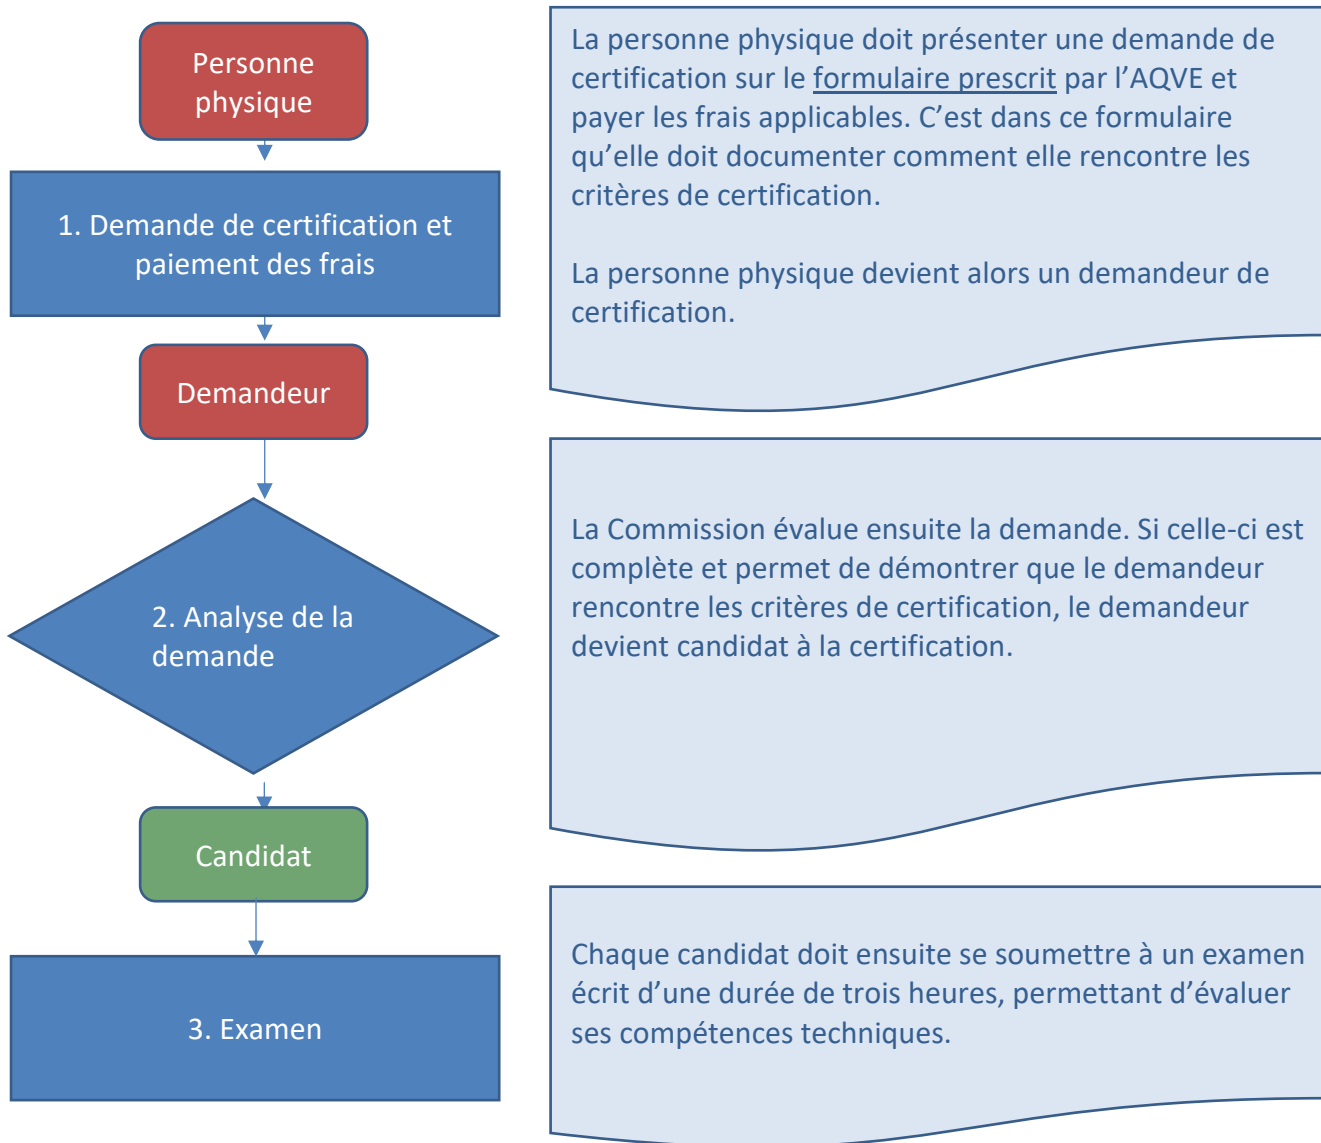 Personne
physique
La personne physique doit présenter une demande de
certification sur le formulaire prescrit par l’AQVE et
payer les frais applicables. C’est dans ce formulaire
qu’elle doit documenter comment elle rencontre les
critères de certification.
La personne physique devient alors un demandeur de
certification.
1. Demande de certification et
paiement des frais
Demandeur
2. Analyse de la
demande
La Commission évalue ensuite la demande. Si celle-ci est
complète et permet de démontrer que le demandeur
rencontre les critères de certification, le demandeur
devient candidat à la certification.
Candidat
3. Examen
Chaque candidat doit ensuite se soumettre à un examen
écrit d’une durée de trois heures, permettant d’évaluer
ses compétences techniques.